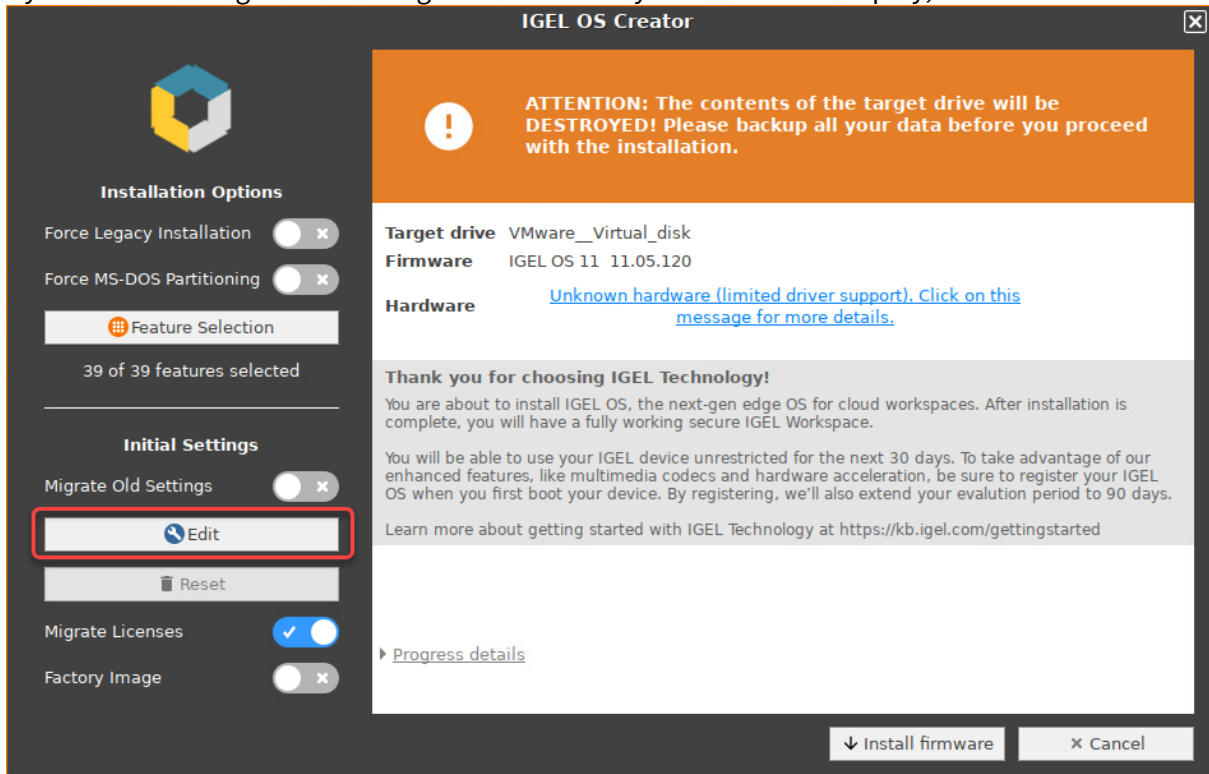 IGEL OS Creator
ATTENTION: The contents of the target drive will be
DESTROYED! Please backup all your data before you proceed
with the installation.
Installation Options
Force Legacy Installation
Force MS-DOS Partitioning
Feature Selection
39 of 39 features selected
Initial Settings
Migrate Old Settings
Edit
Reset
Migrate Licenses
Factory Image
Target drive VMware__Virtual_disk
Firmware IGEL OS 11 11.05.120
Hardware Unknown hardware (limited driver support). Click on this
message for more details.
Thank you for choosing IGEL Technology!
You are about to install IGEL OS, the next-gen edge OS for cloud workspaces. After installation is
complete, you will have a fully working secure IGEL Workspace.
You will be able to use your IGEL device unrestricted for the next 30 days. To take advantage of our
enhanced features, like multimedia codecs and hardware acceleration, be sure to register your IGEL
OS when you first boot your device. By registering, we'll also extend your evalution period to 90 days.
Learn more about getting started with IGEL Technology at https://kb.igel.com/gettingstarted
Progress details
Install firmware
Cancel